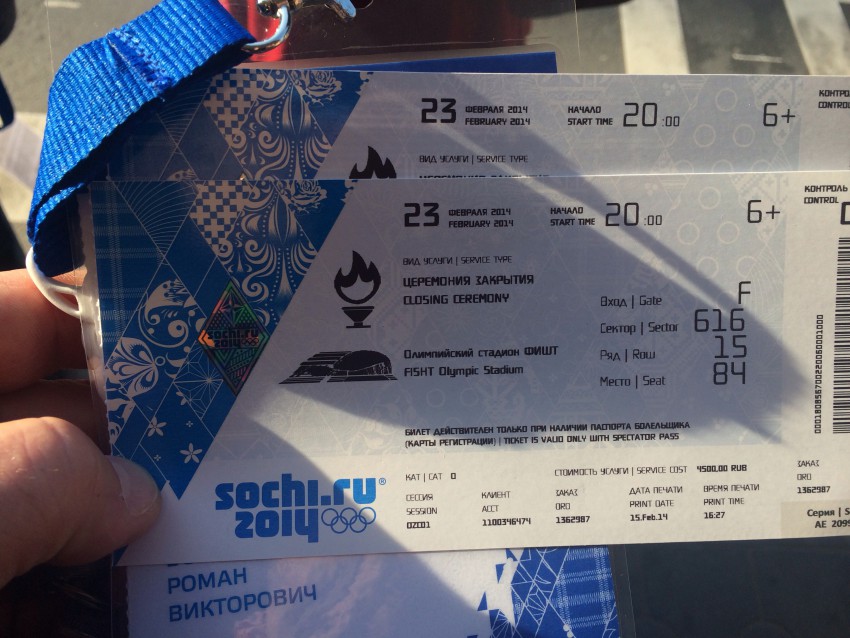 23 ФЕВРАЛЯ 2014 НАЧАЛО 20:00 6+
FEBRUARY 2014 START TIME
КОНТРОЛЬ
CONTROL
ВИД УСЛУГИ | SERVICE TYPE
23 ФЕВРАЛЯ 2014 НАЧАЛО 20:00 6+
FEBRUARY 2014 START TIME
КОНТРОЛЬ
CONTROL
ВИД УСЛУГИ | SERVICE TYPE
ЦЕРЕМОНИЯ ЗАКРЫТИЯ
CLOSING CEREMONY
Вход | Gate F
Сектор | Sector 616
Ряд | Row 15
Место | Seat 84
Олимпийский стадион ФИШТ
FISHT Olympic Stadium
sochi.ru
2014
БИЛЕТ ДЕЙСТВИТЕЛЕН ТОЛЬКО ПРИ НАЛИЧИИ ПАСПОРТА БОЛЕЛЬЩИКА
(КАРТЫ РЕГИСТРАЦИИ) | TICKET IS VALID ONLY WITH SPECTATOR PASS
КАТ | CAT 0 СТОИМОСТЬ УСЛУГИ | SERVICE COST 4500.00 RUB
СЕССИЯ КЛИЕНТ ЗАКАЗ ДАТА ПЕЧАТИ ВРЕМЯ ПЕЧАТИ
SESSION ACCT ORD PRINT DATE PRINT TIME
OZC01 1100346474 1362987 15.Feb.14 16:27
ЗАКАЗ
ORD
1362987
Серия | S
AE 2099
sochi.ru®
2014
РОМАН
ВИКТОРОВИЧ